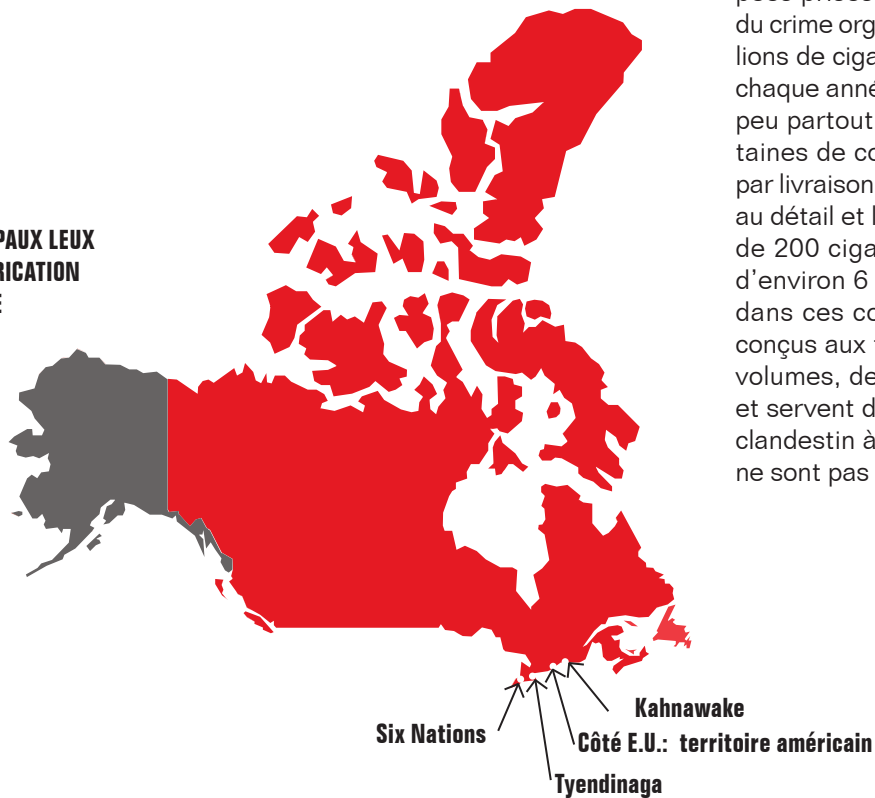 PAUX LEUX
RICATION
E
du crime org
lions de ciga
chaque anné
peu partout
taines de co
par livraison
au détail et l
de 200 ciga
d’environ 6
dans ces co
conçus aux
volumes, de
et servent d
clandestin à
ne sont pas
Kahnawake
Six Nations
Côté E.U.: territoire américain
Tyendinaga